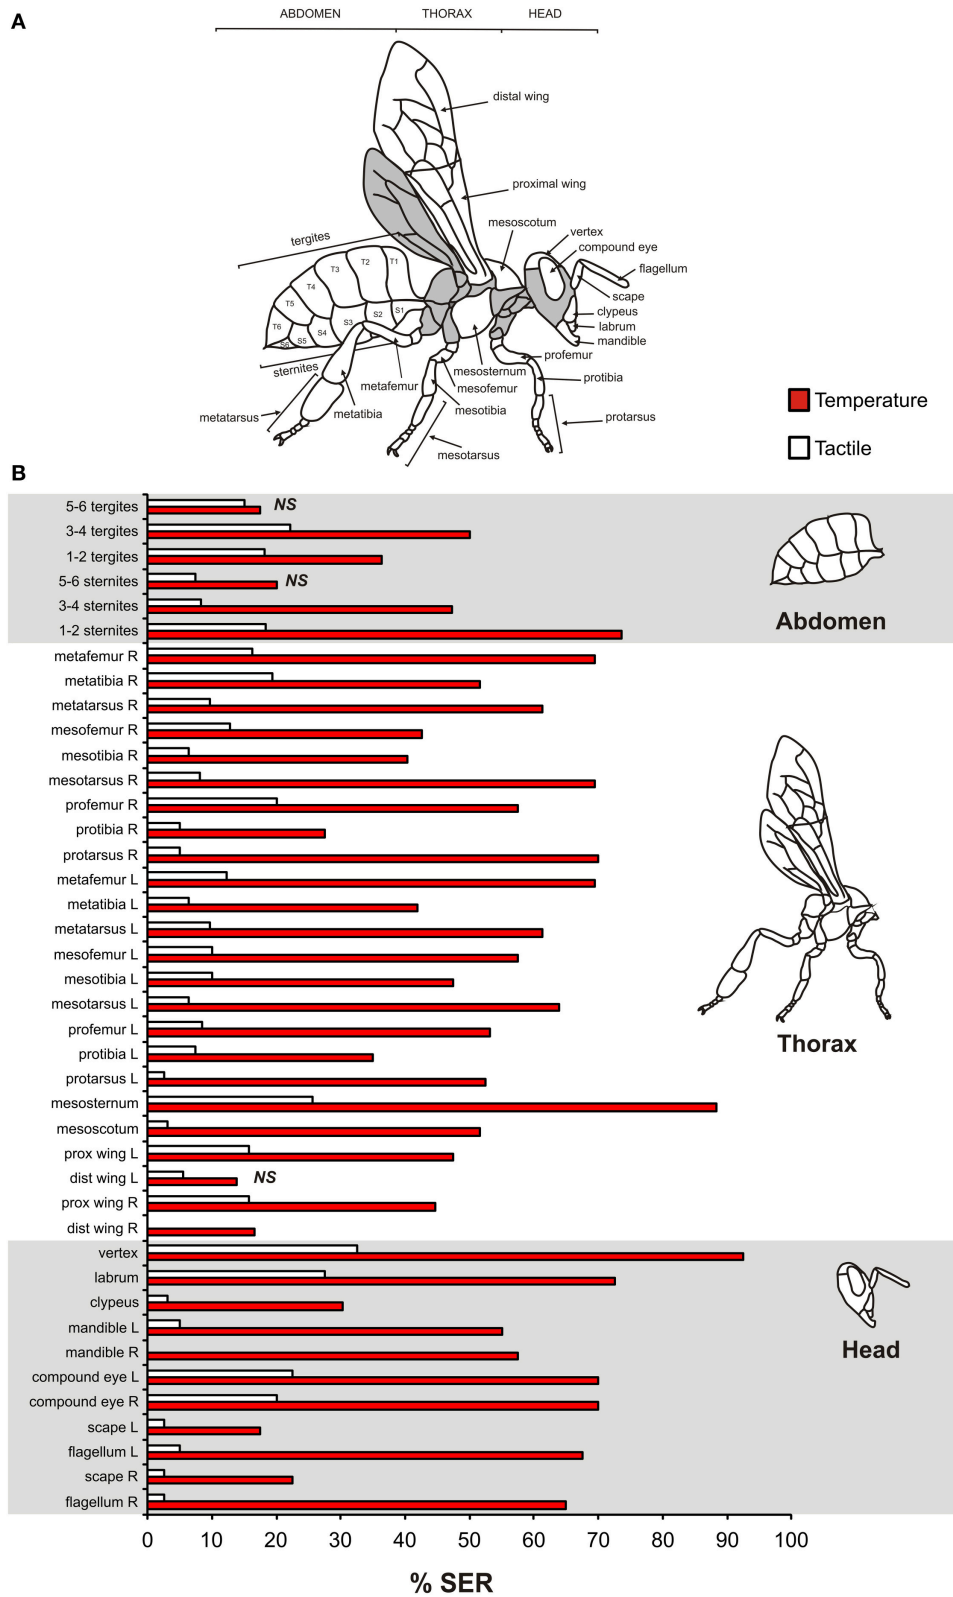 A
ABDOMEN THORAX HEAD
distal wing
proximal wing
mesoscotum
vertex
compound eye
flagellum
scape
clypeus
labrum
mandible
tergites
T1
T2
T3
T4
T5
T6
S1
S2
S3
S4
S5
S6
sternites
profemur
protibia
protarsus
mesosternum
mesofemur
mesotibia
mesotarsus
metafemur
metatibia
metatarsus
Temperature
Tactile
B
5-6 tergites NS
3-4 tergites
1-2 tergites
5-6 sternites NS
3-4 sternites
1-2 sternites
Abdomen
metafemur R
metatibia R
metatarsus R
mesofemur R
mesotibia R
mesotarsus R
profemur R
protibia R
protarsus R
metafemur L
metatibia L
metatarsus L
mesofemur L
mesotibia L
mesotarsus L
profemur L
protibia L
protarsus L
mesosternum
mesoscotum
prox wing L
dist wing L NS
prox wing R
dist wing R
Thorax
vertex
labrum
clypeus
mandible L
mandible R
compound eye L
compound eye R
scape L
flagellum L
scape R
flagellum R
Head
0 10 20 30 40 50 60 70 80 90 100
% SER